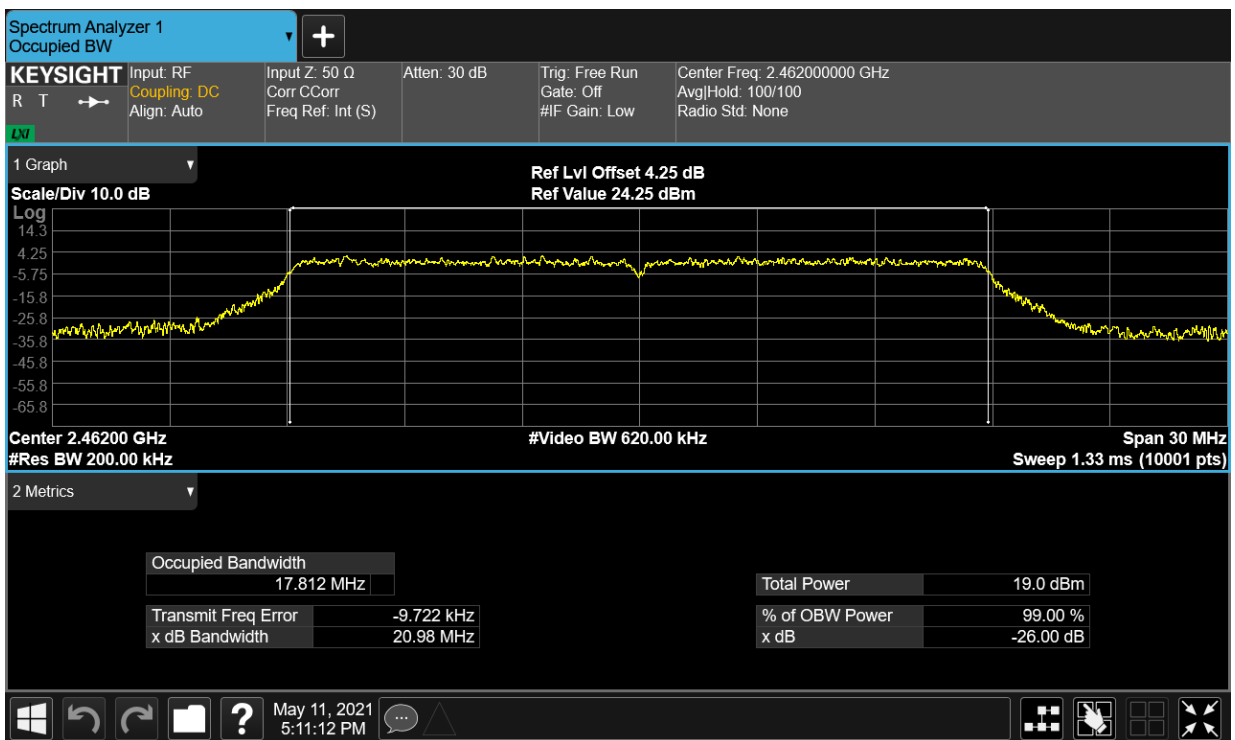 Spectrum Analyzer 1
Occupied BW
KEYSIGHT
R T
LXI
Input: RF
Coupling: DC
Align: Auto
Input Z: 50 Ω
Corr CCorr
Freq Ref: Int (S)
Atten: 30 dB
Trig: Free Run
Gate: Off
#IF Gain: Low
Center Freq: 2.462000000 GHz
Avg|Hold: 100/100
Radio Std: None
1 Graph
Scale/Div 10.0 dB
Ref Lvl Offset 4.25 dB
Ref Value 24.25 dBm
Log
14.3
4.25
-5.75
-15.8
-25.8
-35.8
-45.8
-55.8
-65.8
Center 2.46200 GHz
#Video BW 620.00 kHz
Span 30 MHz
#Res BW 200.00 kHz
Sweep 1.33 ms (10001 pts)
2 Metrics
Occupied Bandwidth
17.812 MHz
Total Power 19.0 dBm
Transmit Freq Error -9.722 kHz
% of OBW Power 99.00 %
x dB Bandwidth 20.98 MHz
x dB -26.00 dB
?
May 11, 2021
5:11:12 PM